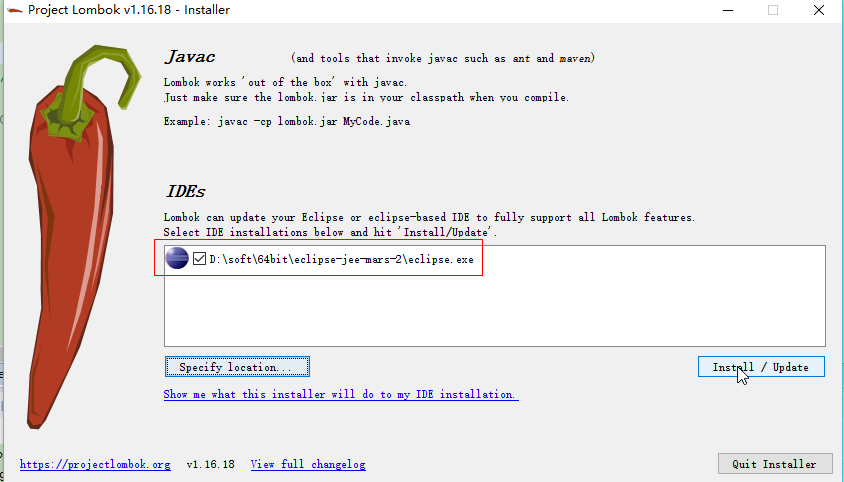 Project Lombok v1.16.18 - Installer
Javac (and tools that invoke javac such as ant and maven)
Lombok works 'out of the box' with javac.
Just make sure the lombok.jar is in your classpath when you compile.
Example: javac -cp lombok.jar MyCode.java
IDEs
Lombok can update your Eclipse or eclipse-based IDE to fully support all Lombok features.
Select IDE installations below and hit 'Install/Update'.
D:\soft\64bit\eclipse-jee-mars-2\eclipse.exe
Specify location... Install / Update
Show me what this installer will do to my IDE installation.
https://projectlombok.org v1.16.18 View full changelog Quit Installer